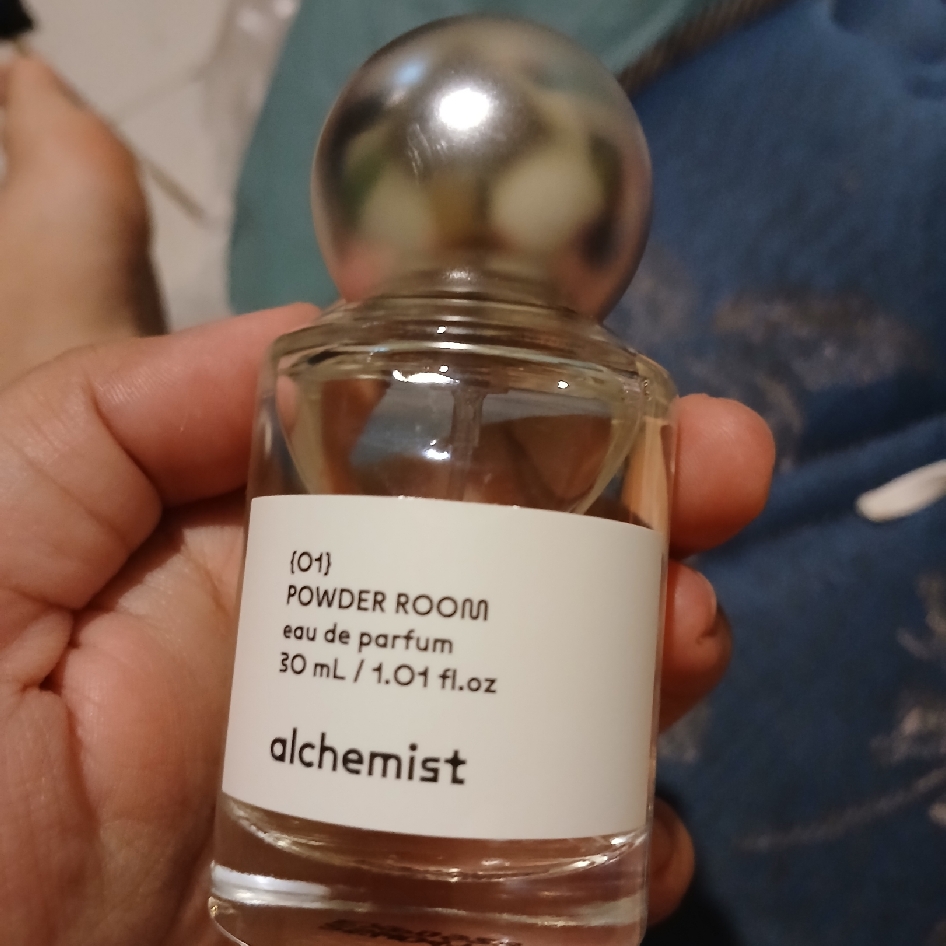 {01}
POWDER ROOM
eau de parfum
30 mL / 1.01 fl.oz
alchemist